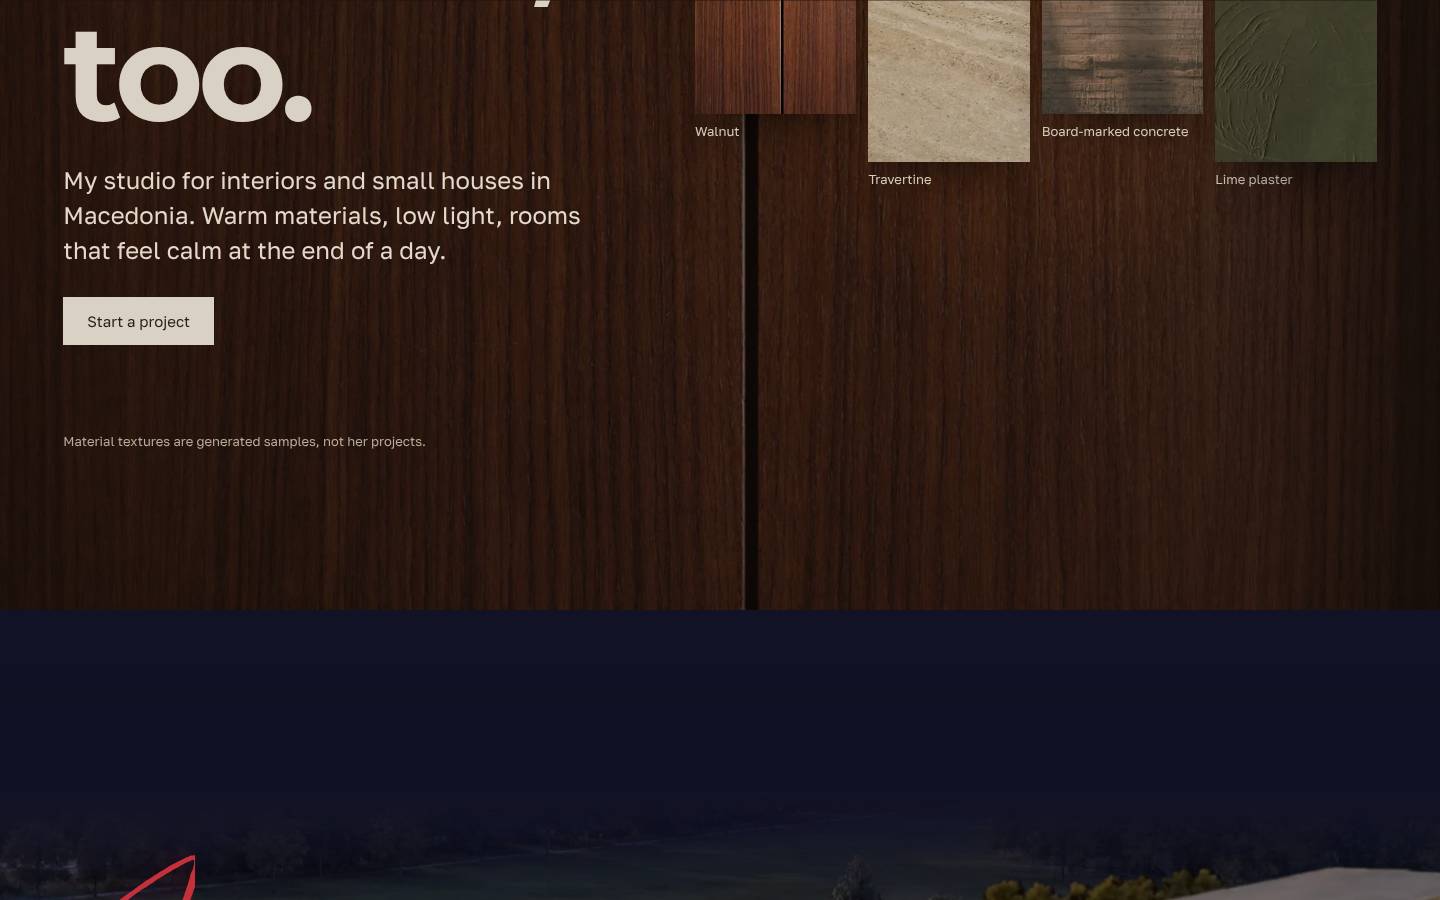 too.
My studio for interiors and small houses in
Macedonia. Warm materials, low light, rooms
that feel calm at the end of a day.
Start a project
Material textures are generated samples, not her projects.
Walnut
Travertine
Board-marked concrete
Lime plaster